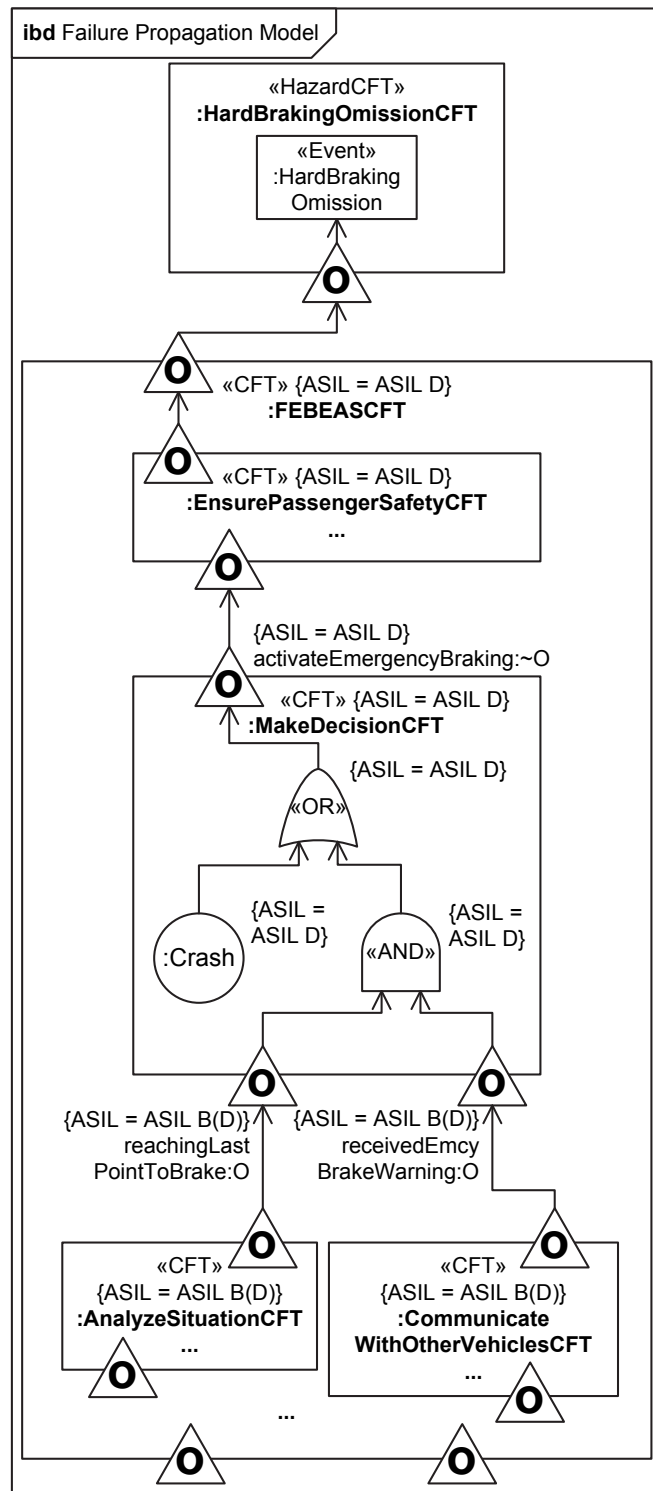 ibd Failure Propagation Model
«HazardCFT»
:HardBrakingOmissionCFT
«Event»
:HardBraking
Omission
O
O
«CFT» {ASIL = ASIL D}
:FEBEASCFT
O
«CFT» {ASIL = ASIL D}
:EnsurePassengerSafetyCFT
...
O
{ASIL = ASIL D}
activateEmergencyBraking:~O
O
«CFT» {ASIL = ASIL D}
:MakeDecisionCFT
{ASIL = ASIL D}
«OR»
{ASIL =
ASIL D}
{ASIL =
ASIL D}
:Crash
«AND»
O
O
{ASIL = ASIL B(D)}
reachingLast
PointToBrake:O
{ASIL = ASIL B(D)}
receivedEmcy
BrakeWarning:O
O
O
«CFT»
{ASIL = ASIL B(D)}
:AnalyzeSituationCFT
...
O
«CFT»
{ASIL = ASIL B(D)}
:Communicate
WithOtherVehiclesCFT
...
O
...
O
O